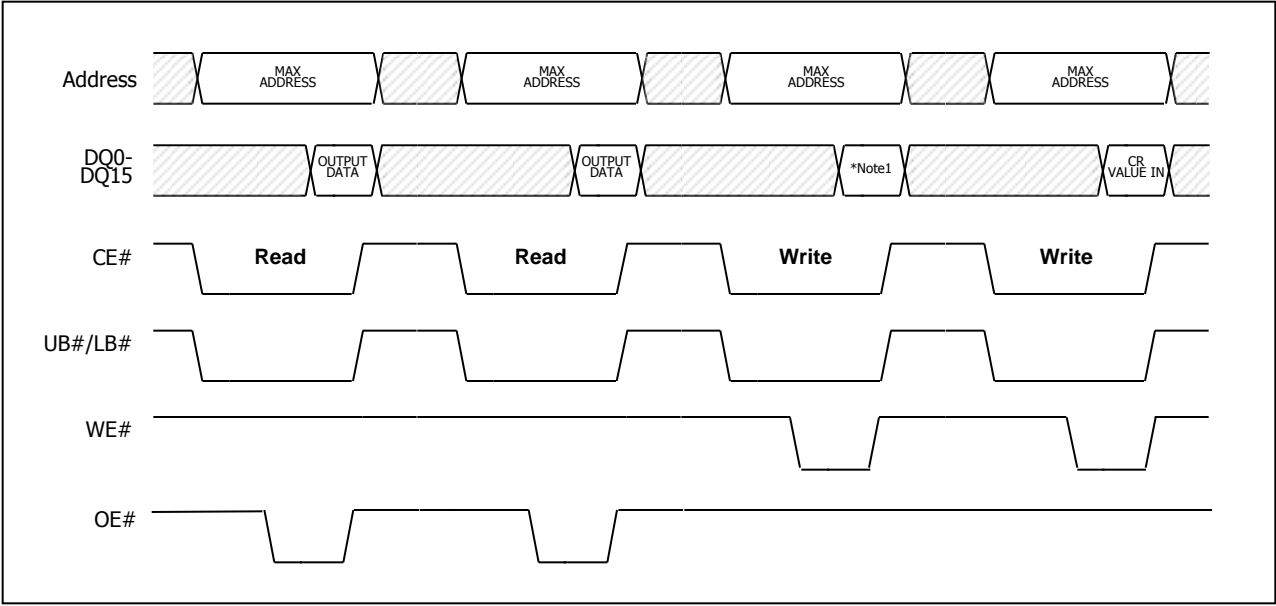 Address
MAX
ADDRESS
MAX
ADDRESS
MAX
ADDRESS
MAX
ADDRESS
DQ0-
DQ15
OUTPUT
DATA
OUTPUT
DATA
*Note1
CR
VALUE IN
CE#
Read
Read
Write
Write
UB#/LB#
WE#
OE#